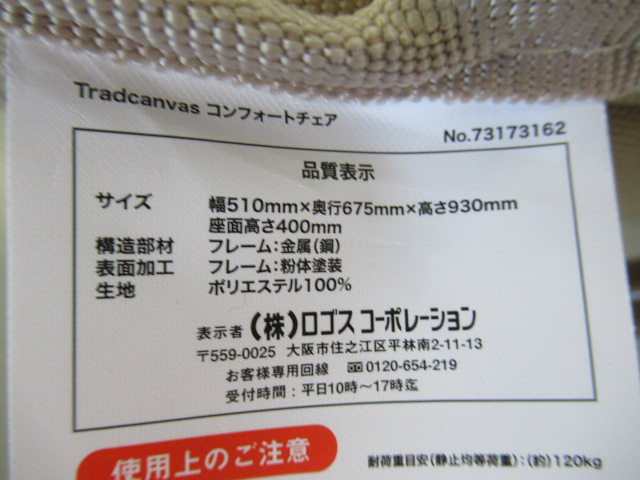 Tradcanvas コンフォートチェア
No.73173162
品質表示
サイズ 幅510mm×奥行675mm×高さ930mm
座面高さ400mm
構造部材 フレーム:金属(鋼)
表面加工 フレーム:粉体塗装
生地 ポリエステル100%
表示者 (株)ロゴス コーポレーション
〒559-0025 大阪市住之江区平林南2-11-13
お客様専用回線 0120-654-219
受付時間:平日10時〜17時迄
使用上のご注意
耐荷重目安(静止均等荷重):(約)120kg